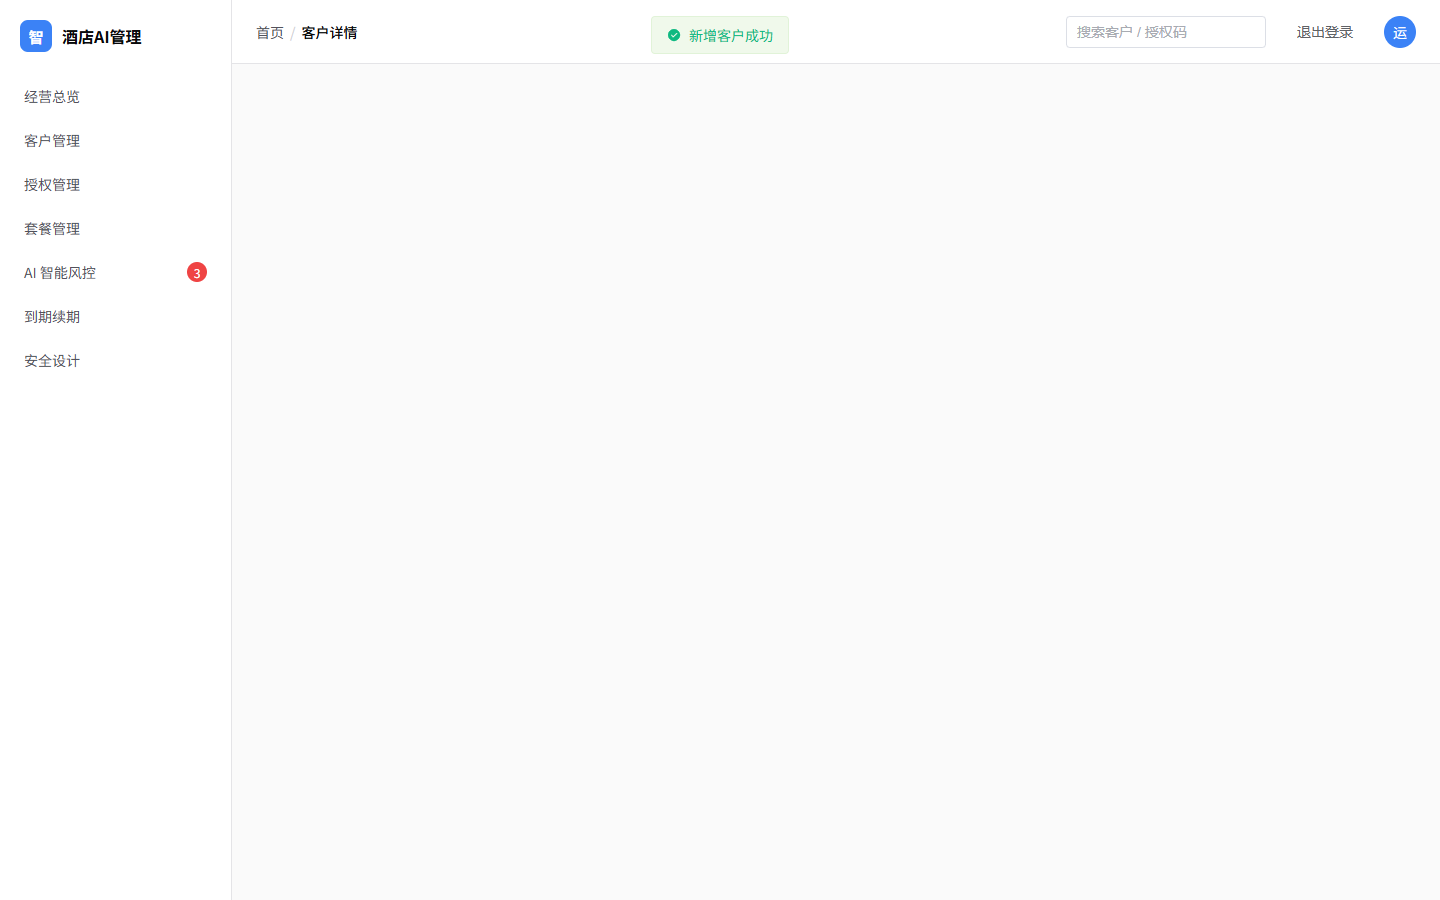 智 酒店AI管理
经营总览
客户管理
授权管理
套餐管理
AI 智能风控 3
到期续期
安全设计
首页 / 客户详情
新增客户成功
搜索客户 / 授权码
退出登录
运